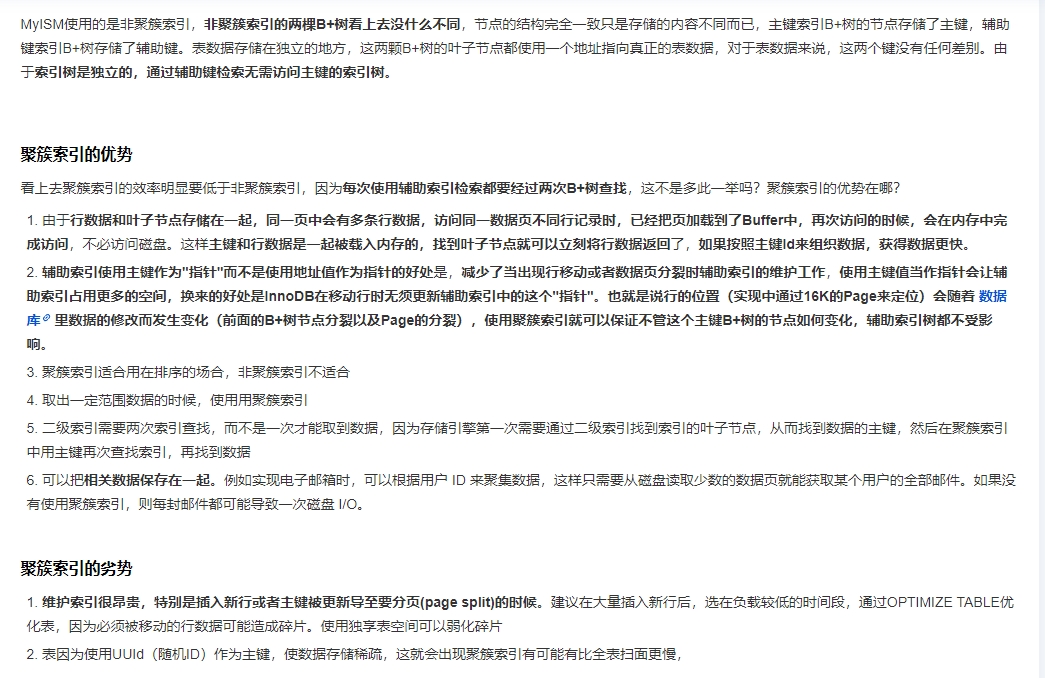 MyISM使用的是非聚簇索引，非聚簇索引的两棵B+树看上去没什么不同，节点的结构完全一致只是存储的内容不同而已，主键索引B+树的节点存储了主键，辅助
键索引B+树存储了辅助键。表数据存储在独立的地方，这两颗B+树的叶子节点都使用一个地址指向真正的表数据，对于表数据来说，这两个键没有任何差别。由
于索引树是独立的，通过辅助键检索无需访问主键的索引树。
聚簇索引的优势
看上去聚簇索引的效率明显要低于非聚簇索引，因为每次使用辅助索引检索都要经过两次B+树查找，这不是多此一举吗？聚簇索引的优势在哪？
1. 由于行数据和叶子节点存储在一起，同一页中会有多条行数据，访问同一数据页不同行记录时，已经把页加载到了Buffer中，再次访问的时候，会在内存中完
成访问，不必访问磁盘。这样主键和行数据是一起被载入内存的，找到叶子节点就可以立刻将行数据返回了，如果按照主键Id来组织数据，获得数据更快。
2. 辅助索引使用主键作为"指针"而不是使用地址值作为指针的好处是，减少了当出现行移动或者数据页分裂时辅助索引的维护工作，使用主键值当作指针会让辅
助索引占用更多的空间，换来的好处是InnoDB在移动行时无须更新辅助索引中的这个"指针"。也就是说行的位置（实现中通过16K的Page来定位）会随着 数据
库 里数据的修改而发生变化（前面的B+树节点分裂以及Page的分裂），使用聚簇索引就可以保证不管这个主键B+树的节点如何变化，辅助索引树都不受影
响。
3. 聚簇索引适合用在排序的场合，非聚簇索引不适合
4. 取出一定范围数据的时候，使用用聚簇索引
5. 二级索引需要两次索引查找，而不是一次才能取到数据，因为存储引擎第一次需要通过二级索引找到索引的叶子节点，从而找到数据的主键，然后在聚簇索引
中用主键再次查找索引，再找到数据
6. 可以把相关数据保存在一起。例如实现电子邮箱时，可以根据用户 ID 来聚集数据，这样只需要从磁盘读取少数的数据页就能获取某个用户的全部邮件。如果没
有使用聚簇索引，则每封邮件都可能导致一次磁盘 I/O。
聚簇索引的劣势
1. 维护索引很昂贵，特别是插入新行或者主键被更新导至要分页(page split)的时候。建议在大量插入新行后，选在负载较低的时间段，通过OPTIMIZE TABLE优
化表，因为必须被移动的行数据可能造成碎片。使用独享表空间可以弱化碎片
2. 表因为使用UUId（随机ID）作为主键，使数据存储稀疏，这就会出现聚簇索引有可能有比全表扫面更慢，